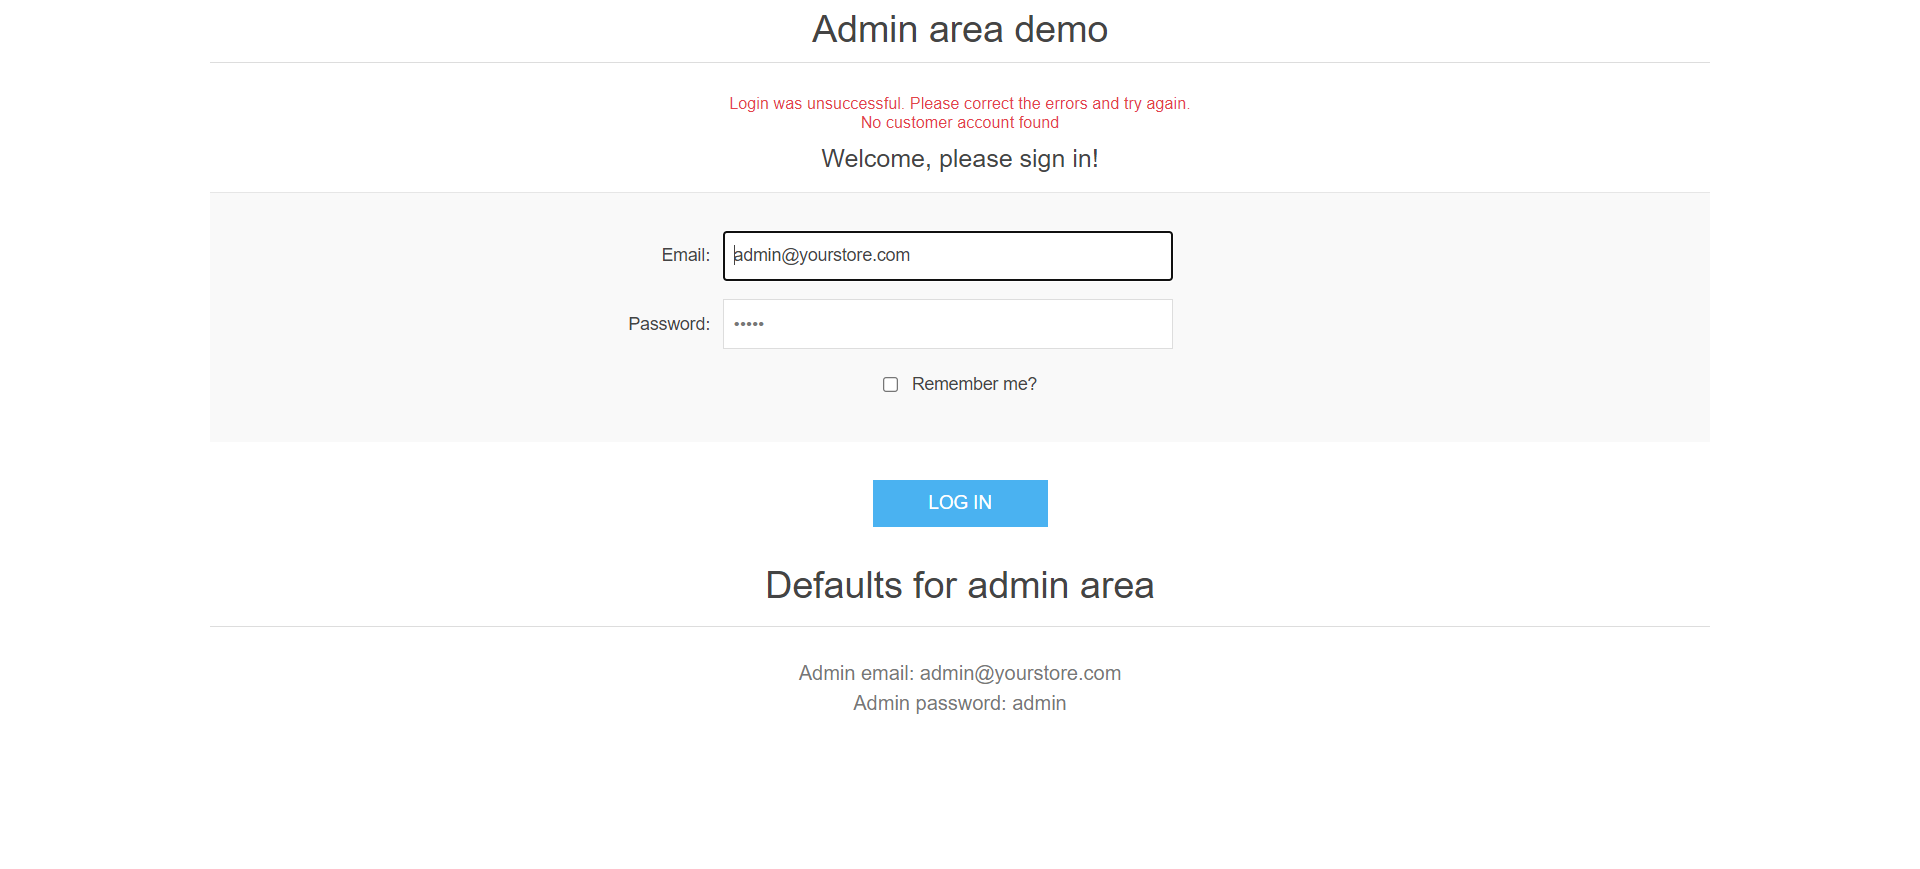 Admin area demo
Login was unsuccessful. Please correct the errors and try again.
No customer account found
Welcome, please sign in!
Email: admin@yourstore.com
Password: •••••
Remember me?
LOG IN
Defaults for admin area
Admin email: admin@yourstore.com
Admin password: admin